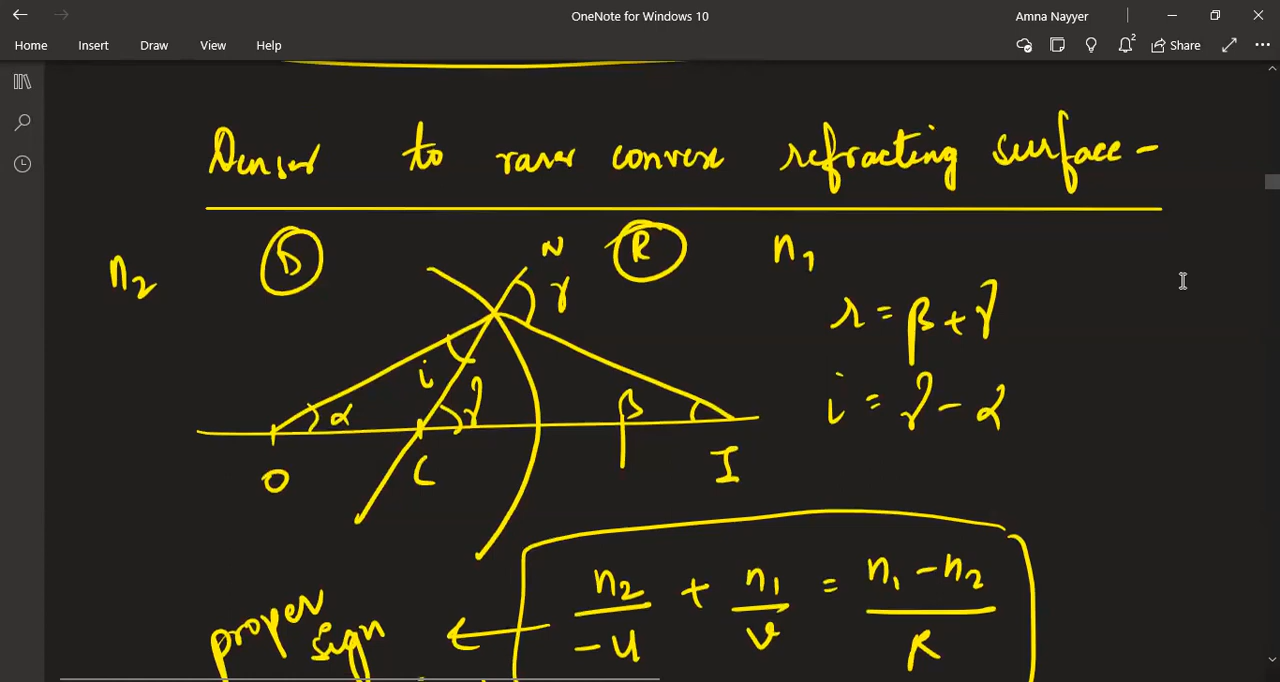 OneNote for Windows 10
Amna Nayyer
Home Insert Draw View Help
2
Share
Denser to rarer convex refracting surface -
n2 D N R n1
r
r = β + γ
i
α γ β
i = γ - α
O C I
n2/-u + n1/v = n1 - n2/R
proper
sign